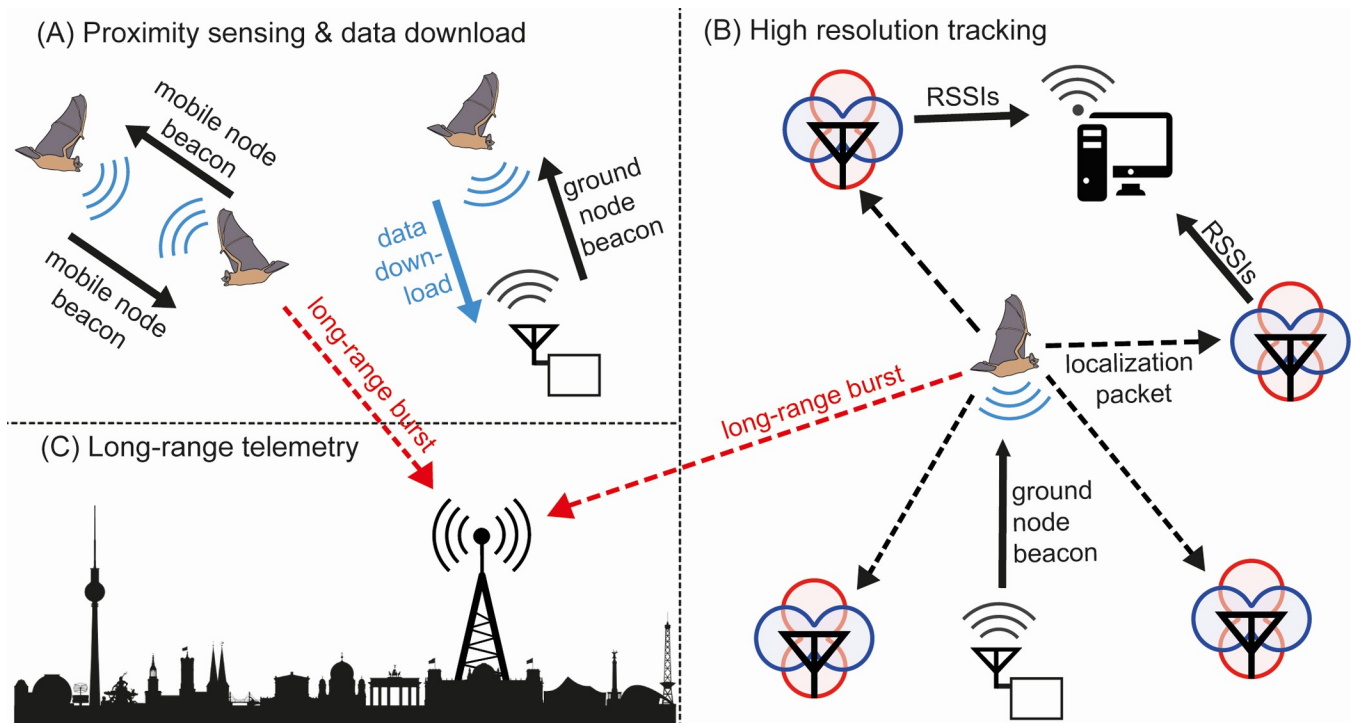 (A) Proximity sensing & data download
mobile node
beacon
mobile node
beacon
data
down-
load
ground
node
beacon
long-range burst
(B) High resolution tracking
RSSIs
RSSIs
localization
packet
long-range burst
ground
node
beacon
(C) Long-range telemetry